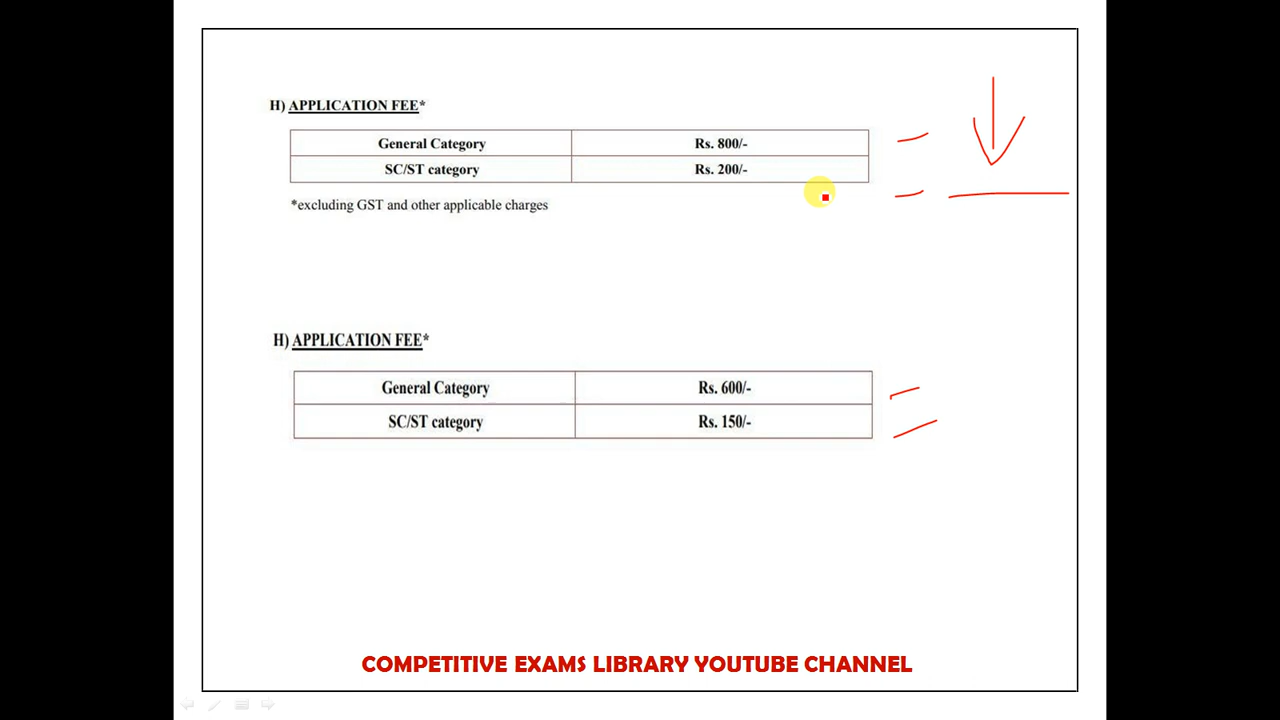 H) APPLICATION FEE*
General Category Rs. 800/-
SC/ST category Rs. 200/-
*excluding GST and other applicable charges
H) APPLICATION FEE*
General Category Rs. 600/-
SC/ST category Rs. 150/-
COMPETITIVE EXAMS LIBRARY YOUTUBE CHANNEL